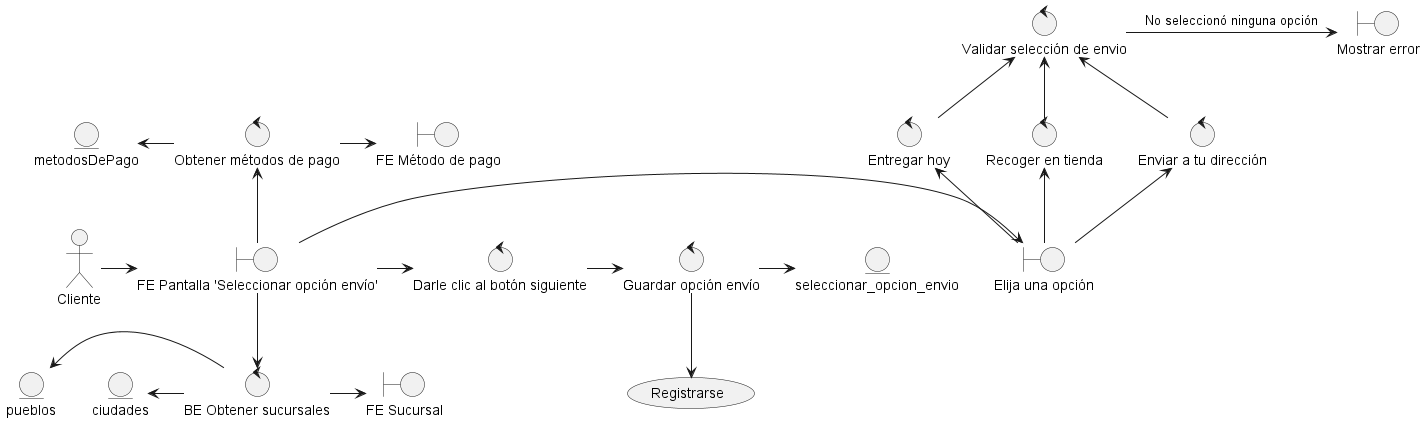 No seleccionó ninguna opción
Validar selección de envio
Mostrar error
metodosDePago
Obtener métodos de pago
FE Método de pago
Entregar hoy
Recoger en tienda
Enviar a tu dirección
Cliente
FE Pantalla 'Seleccionar opción envío'
Darle clic al botón siguiente
Guardar opción envío
seleccionar_opcion_envio
Elija una opción
pueblos
ciudades
BE Obtener sucursales
FE Sucursal
Registrarse